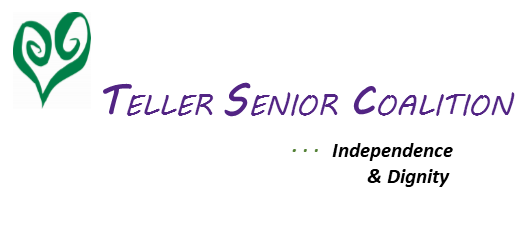 TELLER SENIOR COALITION
... Independence
& Dignity